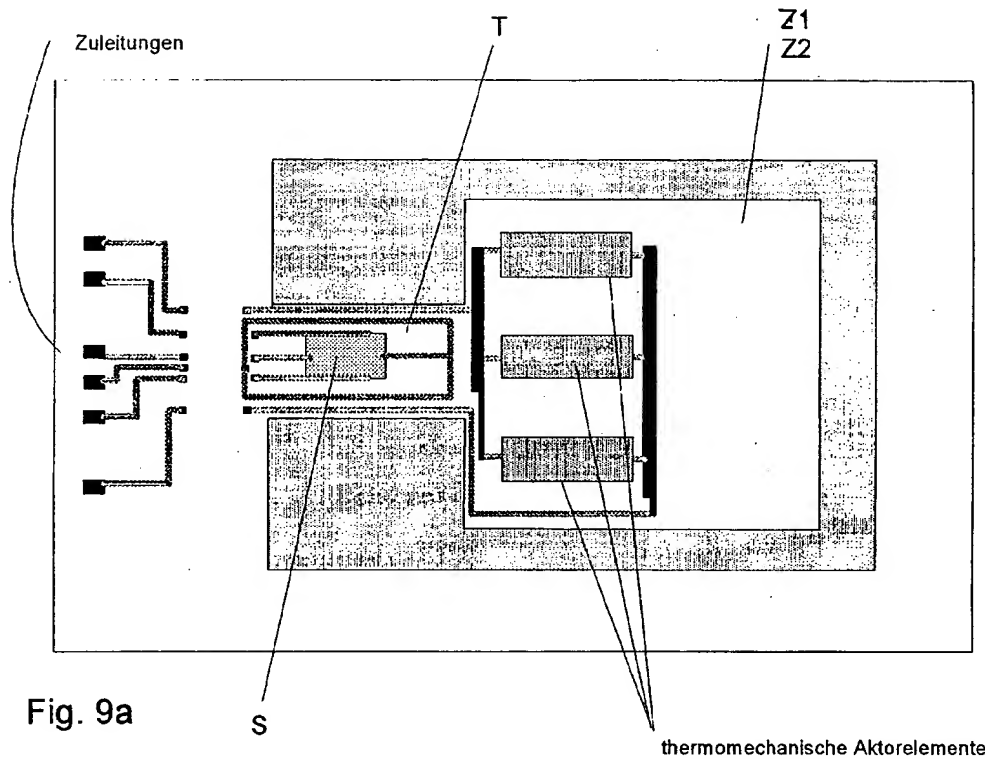 Zuleitungen
T
Z1
Z2
Fig. 9a
S
thermomechanische Aktorelemente